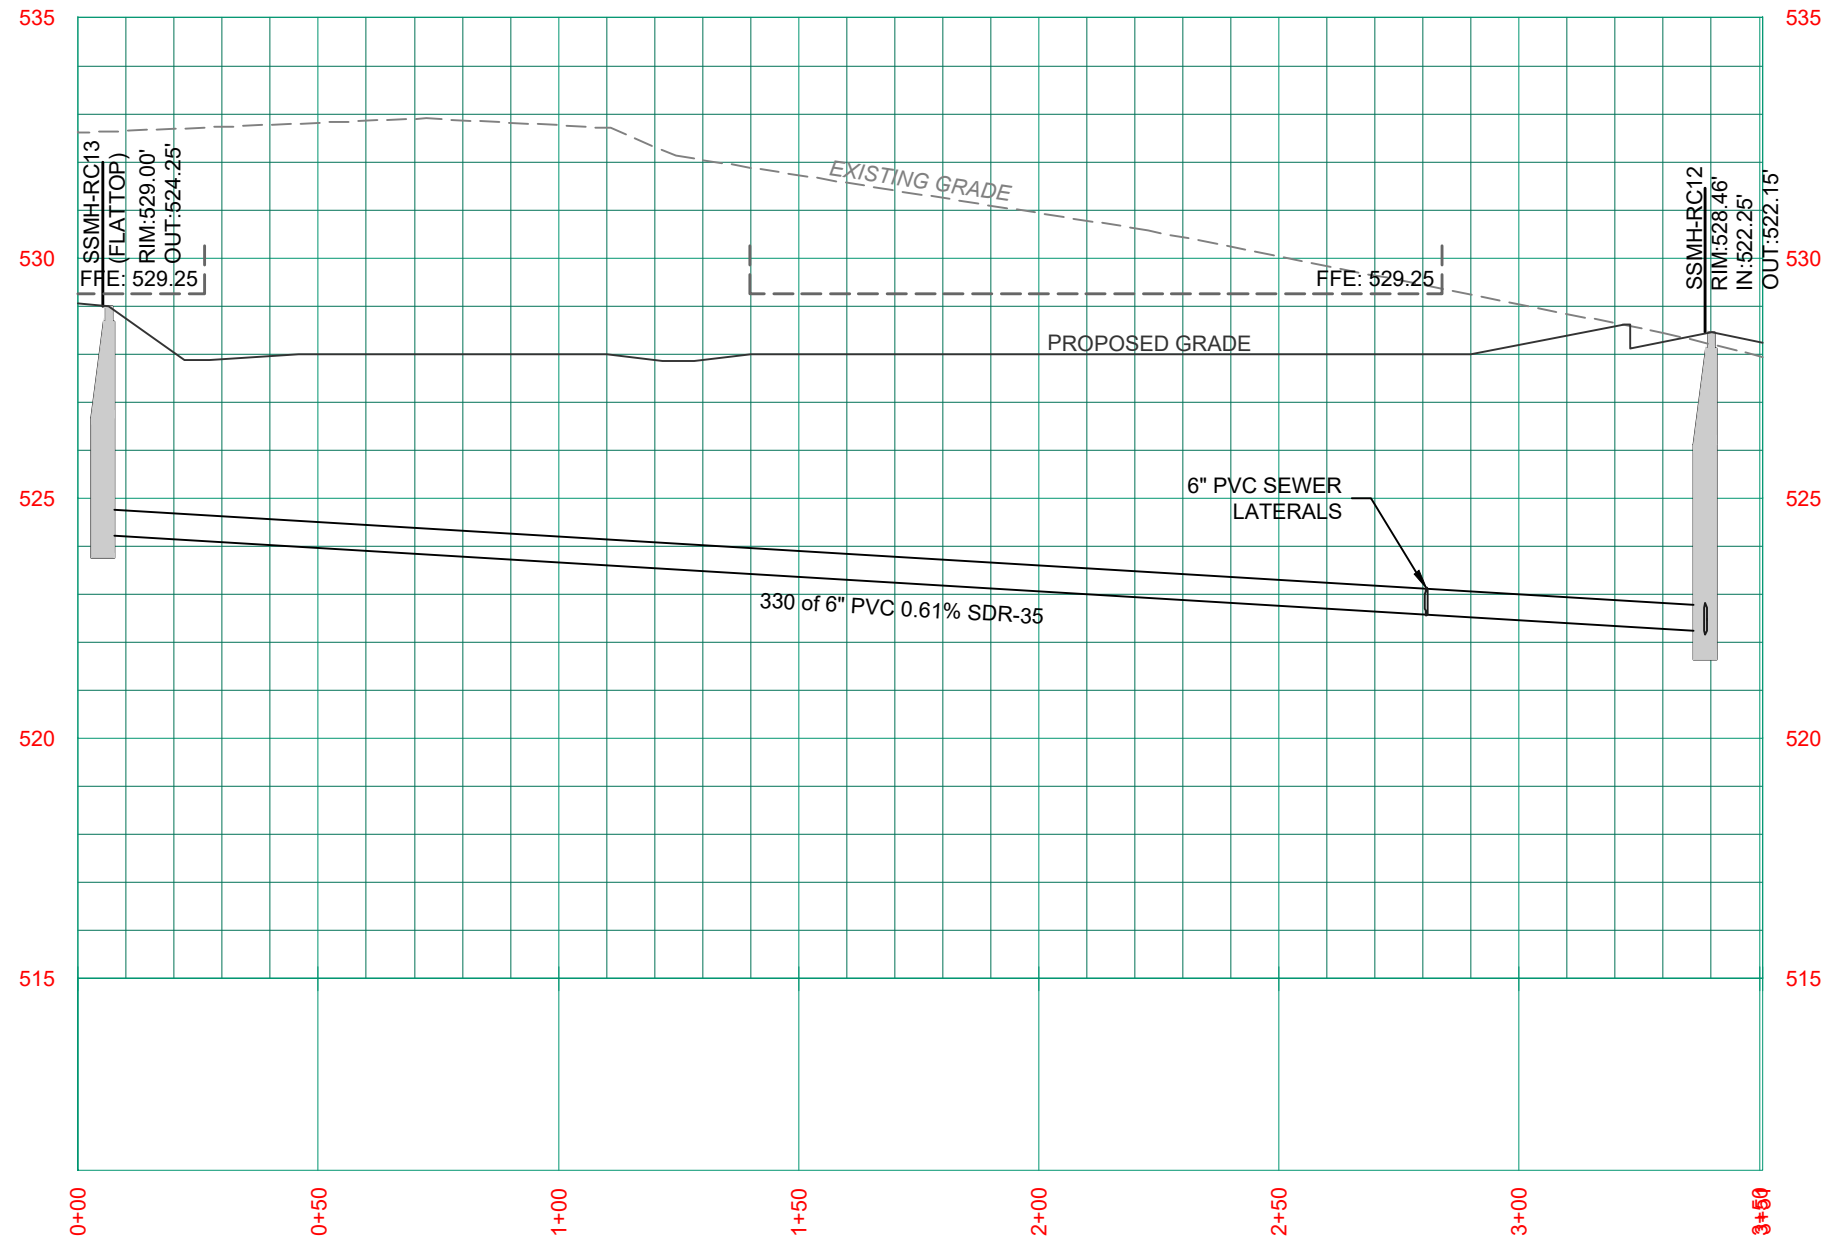 535
535
SSMH-RC13
(FLATTOP)
RIM:529.00'
OUT:524.25'
EXISTING GRADE
SSMH-RC12
RIM:528.46'
IN:522.25'
OUT:522.15'
530
530
FFE: 529.25
FFE: 529.25
PROPOSED GRADE
525
525
6" PVC SEWER
LATERALS
330 of 6" PVC 0.61% SDR-35
520
520
515
515
0+00
0+50
1+00
1+50
2+00
2+50
3+00
3+50